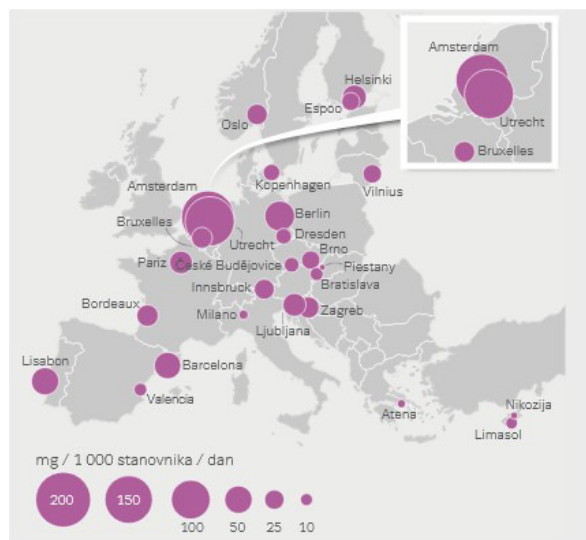 Amsterdam
Utrecht
Bruxelles
Helsinki
Espoo
Oslo
Kopenhagen
Vilnius
Amsterdam
Berlin
Bruxelles
Utrecht
Dresden
Brno
Pariz
České Budějovice
Piestany
Bratislava
Innsbruck
Bordeaux
Milano
Zagreb
Ljubljana
Lisabon
Barcelona
Valencia
Atena
Nikozija
Limasol
mg / 1 000 stanovnika / dan
200 150 100 50 25 10